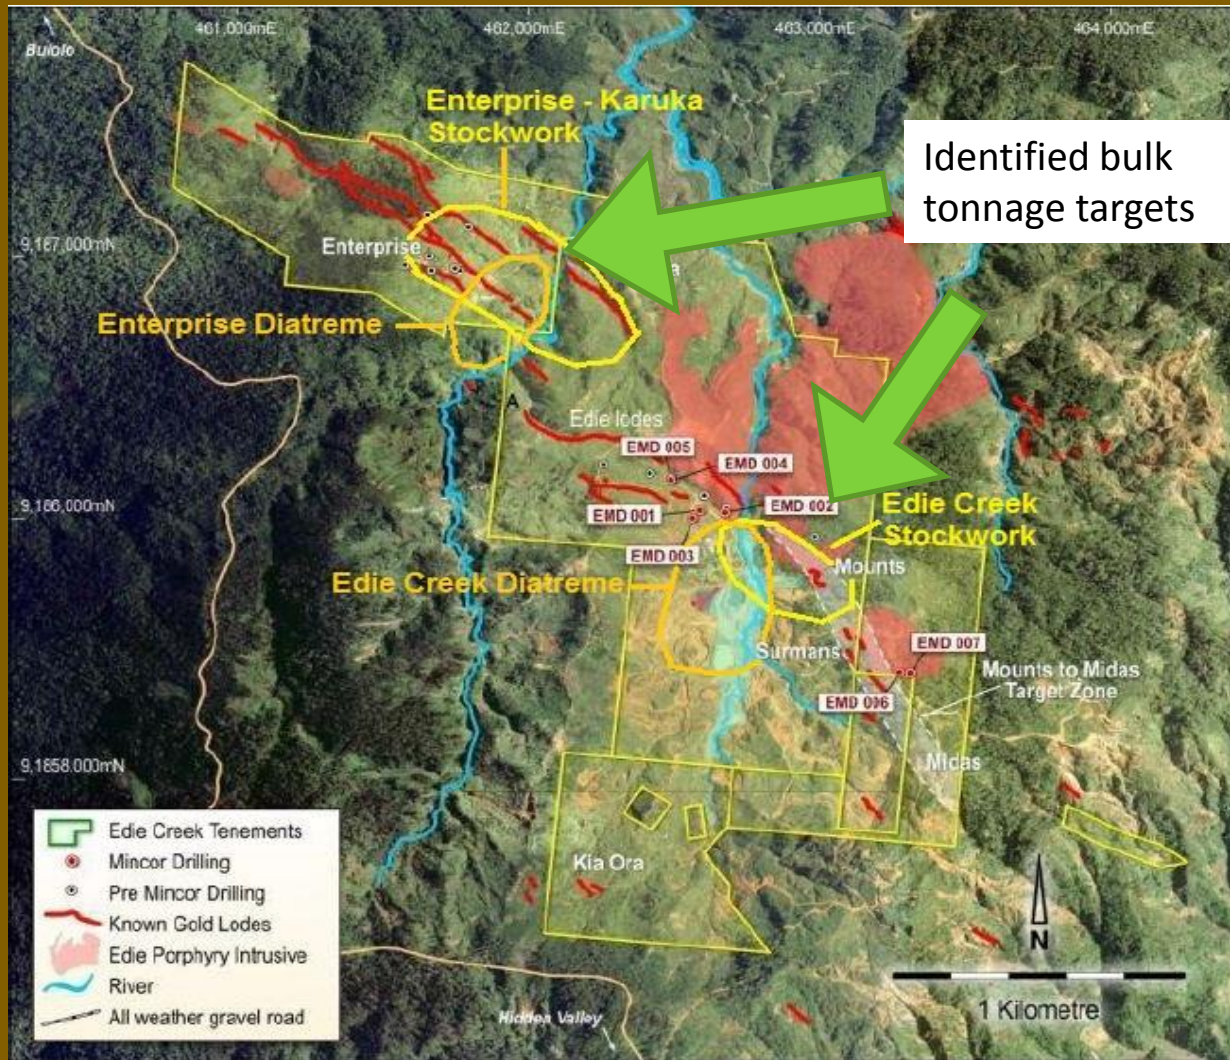 461,000mE
462,000mE
463,000mE
464,000mE
Bulolo
Enterprise - Karuka
Stockwork
Identified bulk
tonnage targets
9,167,000mN
Enterprise
a
Enterprise Diatreme
A
Edie lodes
EMD 005
EMD 004
9,166,000mN
EMD 001
EMD 002
Edie Creek
Stockwork
EMD 003
Mounts
Edie Creek Diatreme
Surmans
EMD 007
Mounts to Midas
Target Zone
EMD 006
9,1858,000mN
Midas
Edie Creek Tenements
Mincor Drilling
Pre Mincor Drilling
Known Gold Lodes
Edie Porphyry Intrusive
River
All weather gravel road
Kia Ora
N
1 Kilometre
Hidden Valley